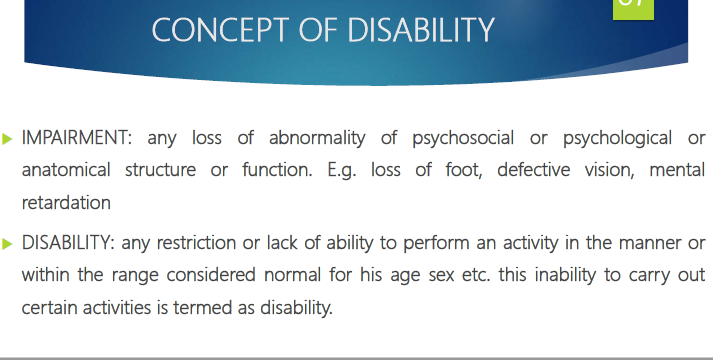 CONCEPT OF DISABILITY
IMPAIRMENT: any loss of abnormality of psychosocial or psychological or
anatomical structure or function. E.g. loss of foot, defective vision, mental
retardation
DISABILITY: any restriction or lack of ability to perform an activity in the manner or
within the range considered normal for his age sex etc. this inability to carry out
certain activities is termed as disability.